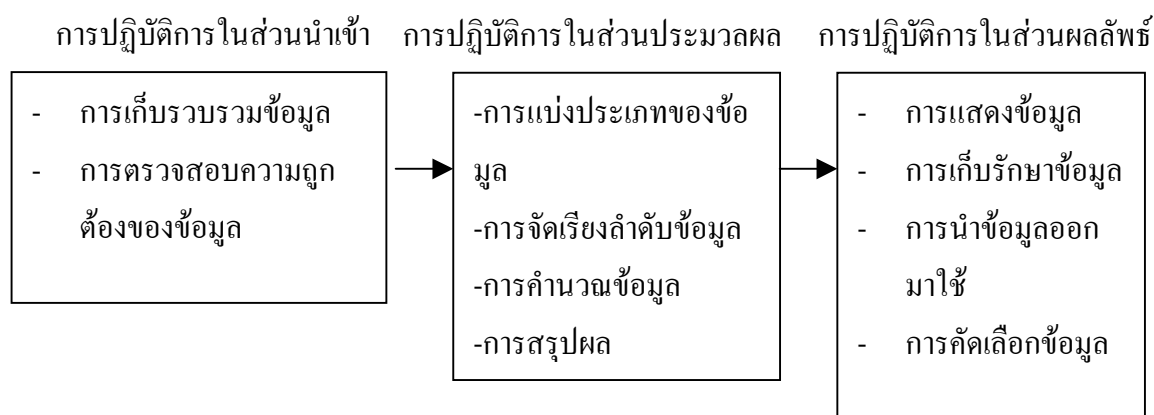 การปฏิบัติการในส่วนนำเข้า
- การเก็บรวบรวมข้อมูล
- การตรวจสอบความถูก
ต้องของข้อมูล
การปฏิบัติการในส่วนประมวลผล
-การแบ่งประเภทของข้อ
มูล
-การจัดเรียงลำดับข้อมูล
-การคำนวณข้อมูล
-การสรุปผล
การปฏิบัติการในส่วนผลลัพธ์
- การแสดงข้อมูล
- การเก็บรักษาข้อมูล
- การนำข้อมูลออก
มาใช้
- การคัดเลือกข้อมูล